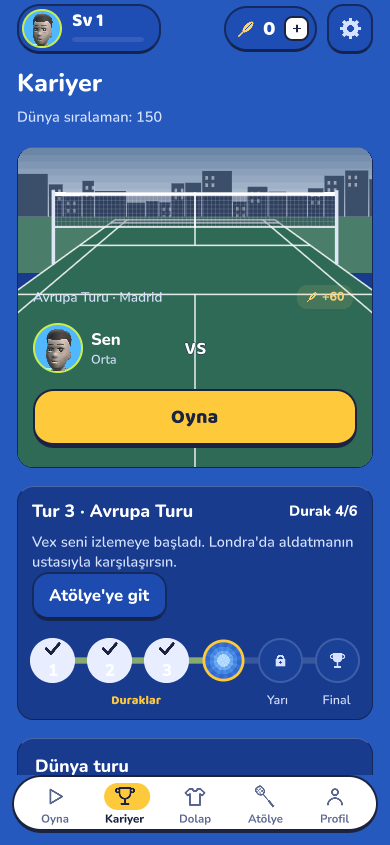 Sv 1
0
+
Kariyer
Dünya sıralaman: 150
Avrupa Turu · Madrid
+60
Sen
Orta
VS
Oyna
Tur 3 · Avrupa Turu
Durak 4/6
Vex seni izlemeye başladı. Londra'da aldatmanın
ustasıyla karşılaşırsın.
Atölye'ye git
1
2
3
Duraklar
Yarı
Final
Dünya turu
Oyna
Kariyer
Dolap
Atölye
Profil